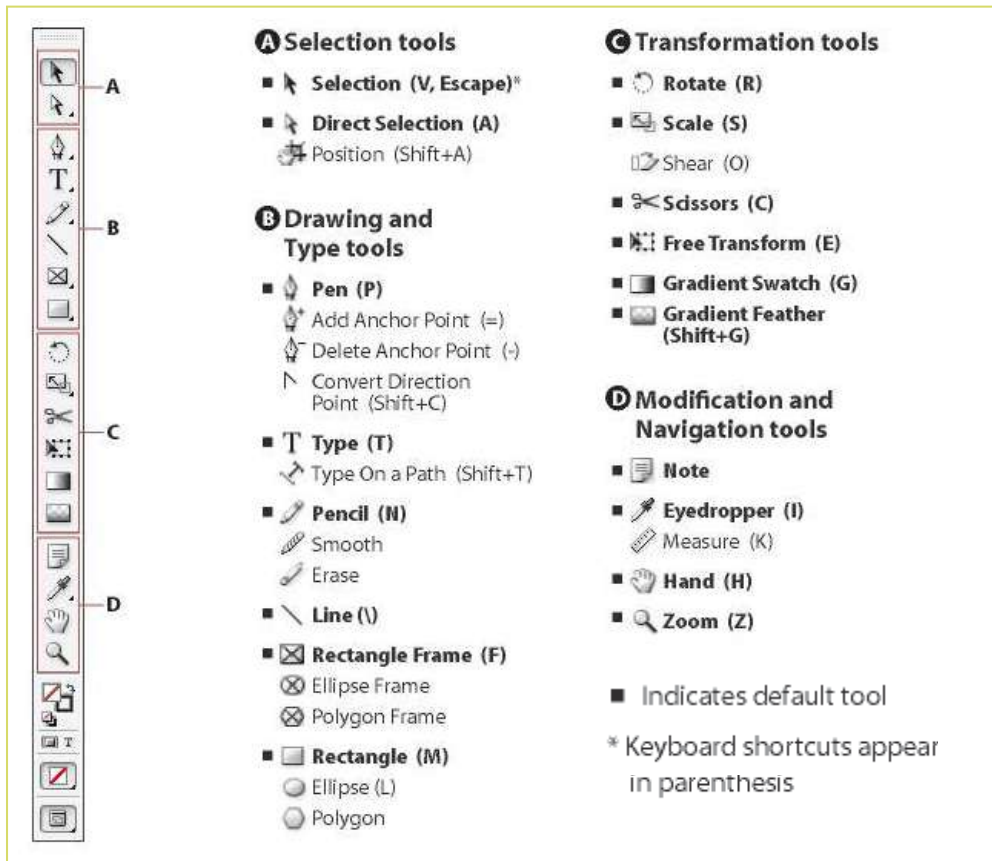 A
B
C
D
T
T
A Selection tools
■ Selection (V, Escape)*
■ Direct Selection (A)
Position (Shift+A)
B Drawing and
Type tools
■ Pen (P)
Add Anchor Point (=)
Delete Anchor Point (-)
Convert Direction
Point (Shift+C)
■ T Type (T)
Type On a Path (Shift+T)
■ Pencil (N)
Smooth
Erase
■ Line (\)
■ Rectangle Frame (F)
Ellipse Frame
Polygon Frame
■ Rectangle (M)
Ellipse (L)
Polygon
C Transformation tools
■ Rotate (R)
■ Scale (S)
Shear (O)
■ Scissors (C)
■ Free Transform (E)
■ Gradient Swatch (G)
■ Gradient Feather
(Shift+G)
D Modification and
Navigation tools
■ Note
■ Eyedropper (I)
Measure (K)
■ Hand (H)
■ Zoom (Z)
■ Indicates default tool
* Keyboard shortcuts appear
in parenthesis